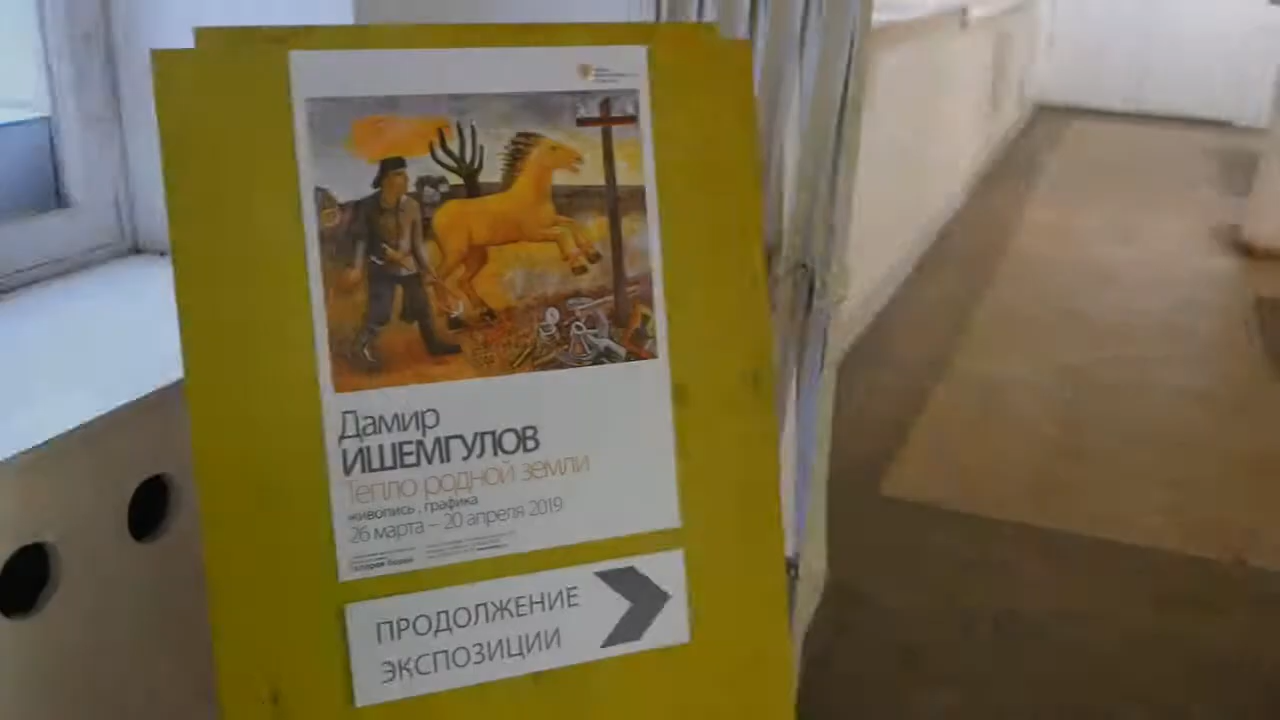 Дамир
ИШЕМГУЛОВ
Тепло родной земли
живопись, графика
26 марта – 20 апреля 2019
ПРОДОЛЖЕНИЕ
ЭКСПОЗИЦИИ